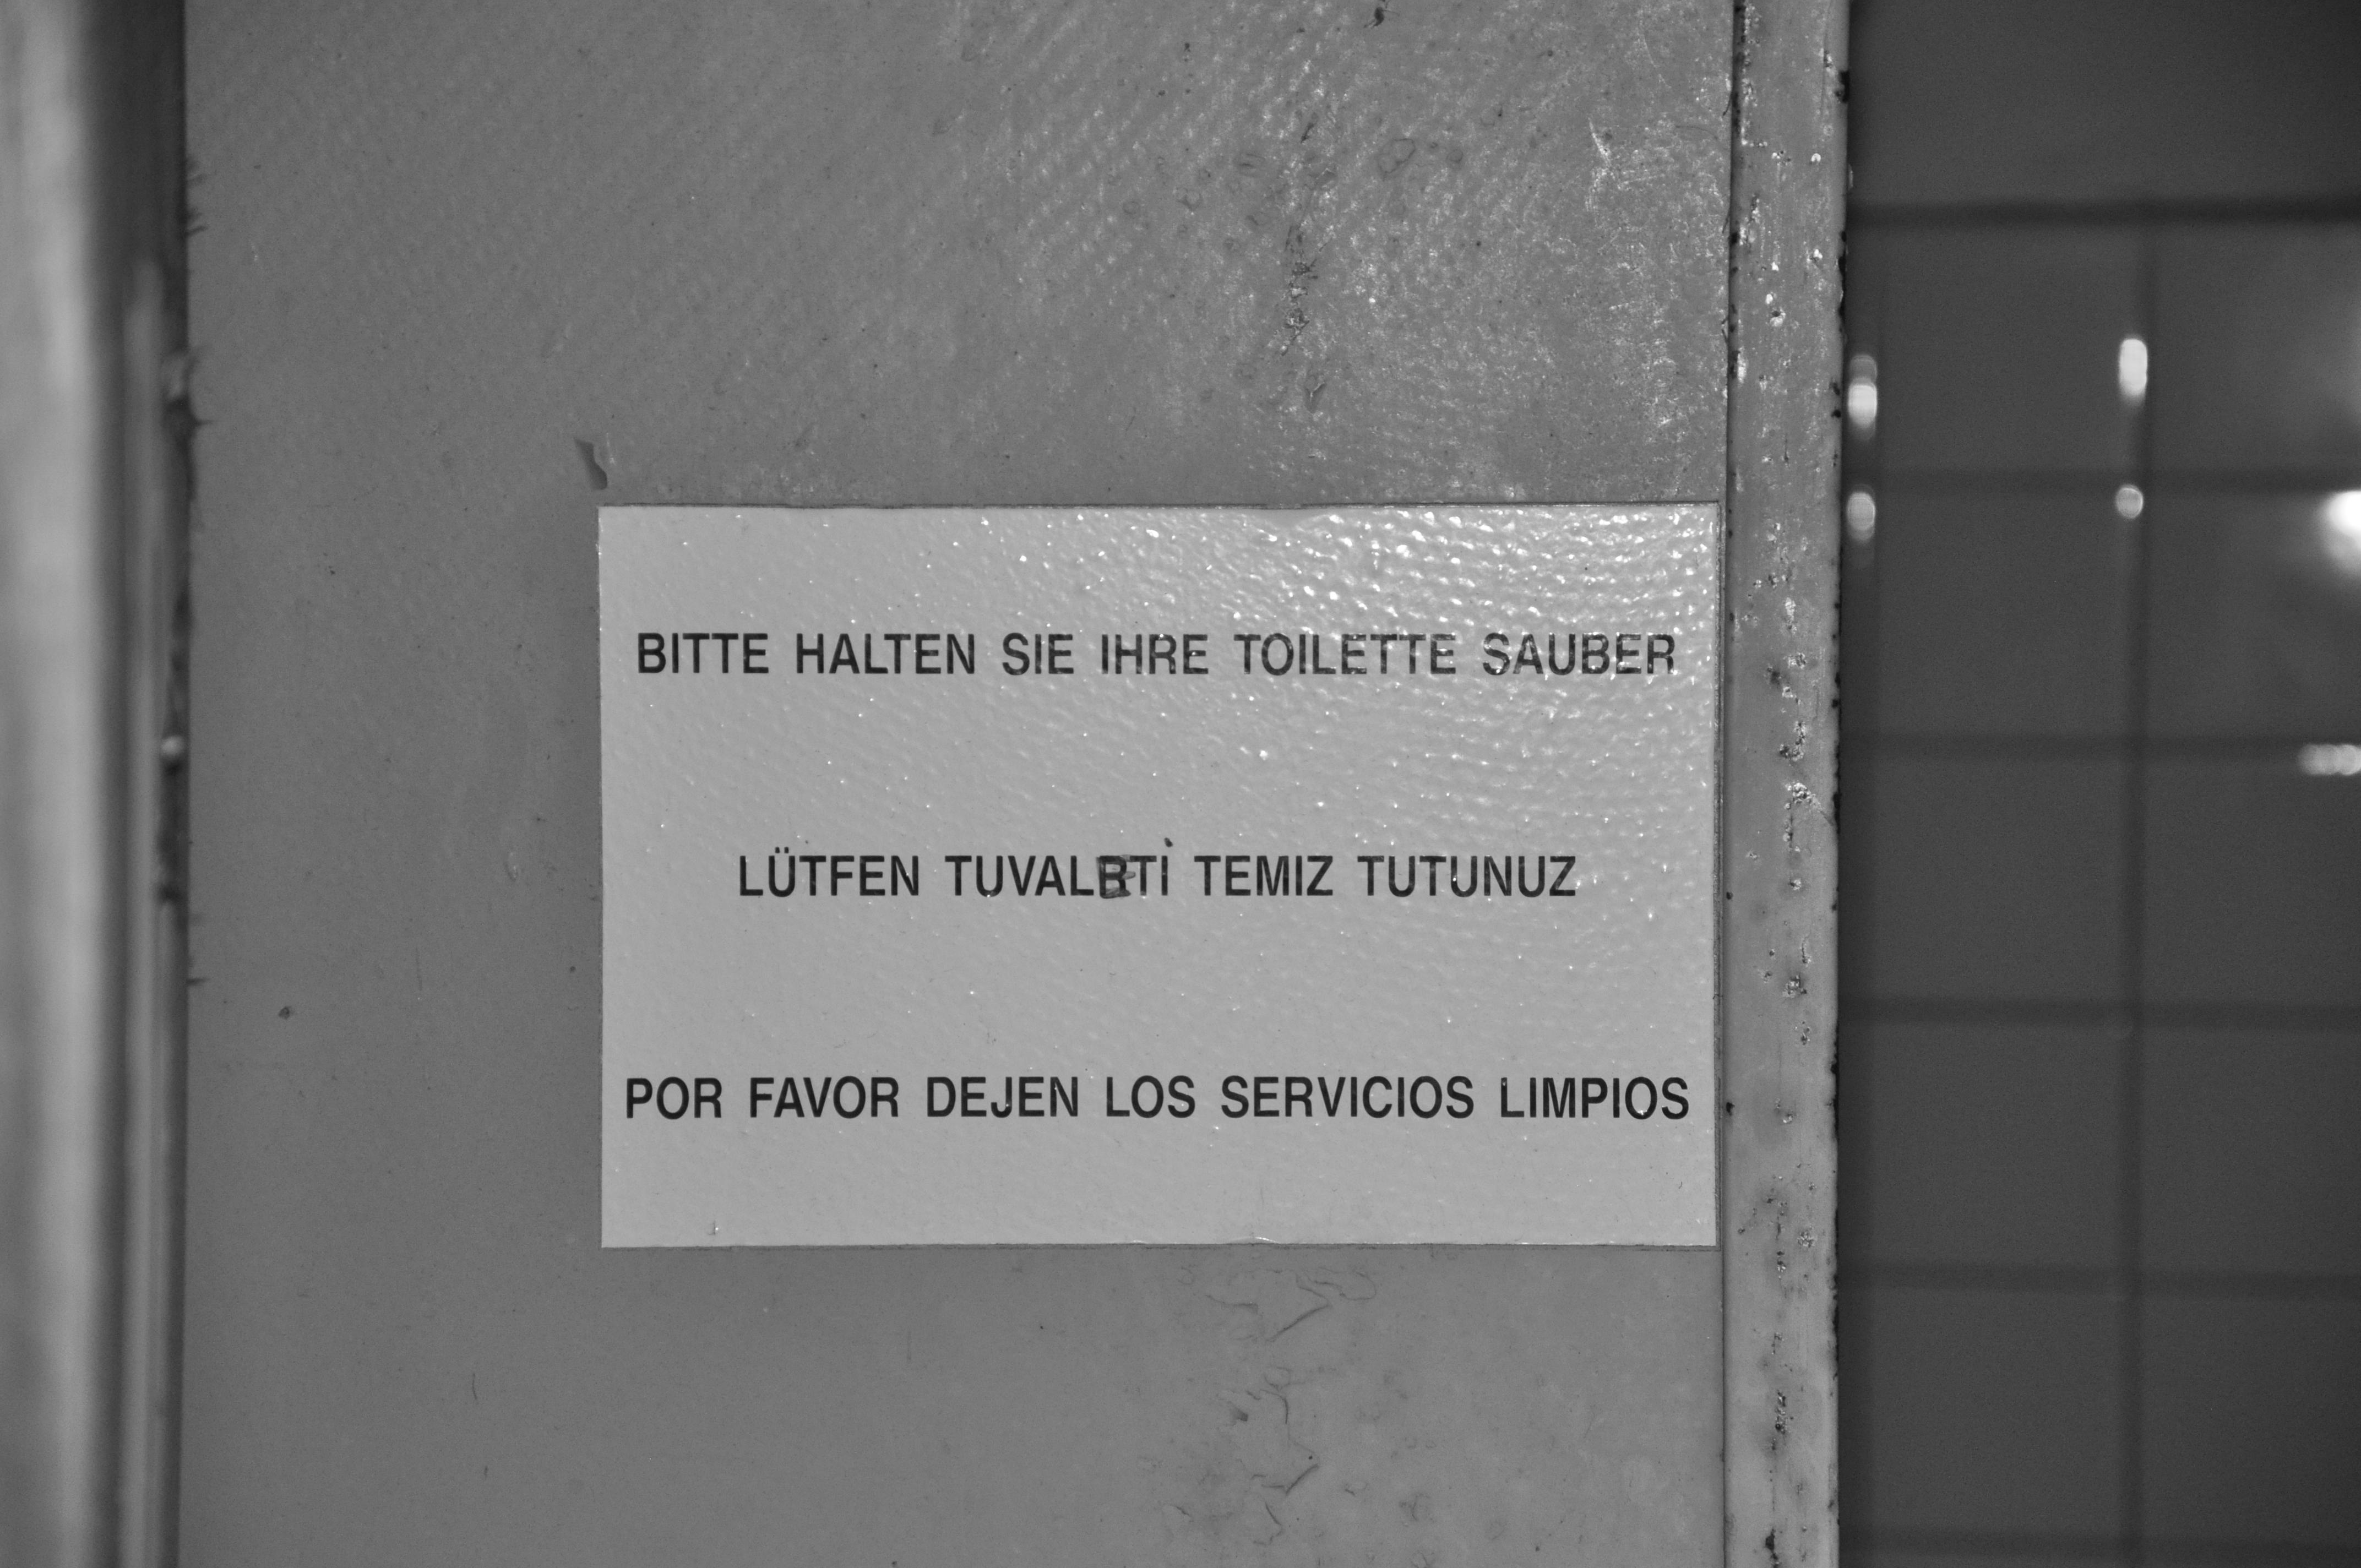 BITTE HALTEN SIE IHRE TOILETTE SAUBER
LÜTFEN TEMIZ TUTUNUZ
POR FAVOR DEJEN LOS SERVICIOS LIMPIOS